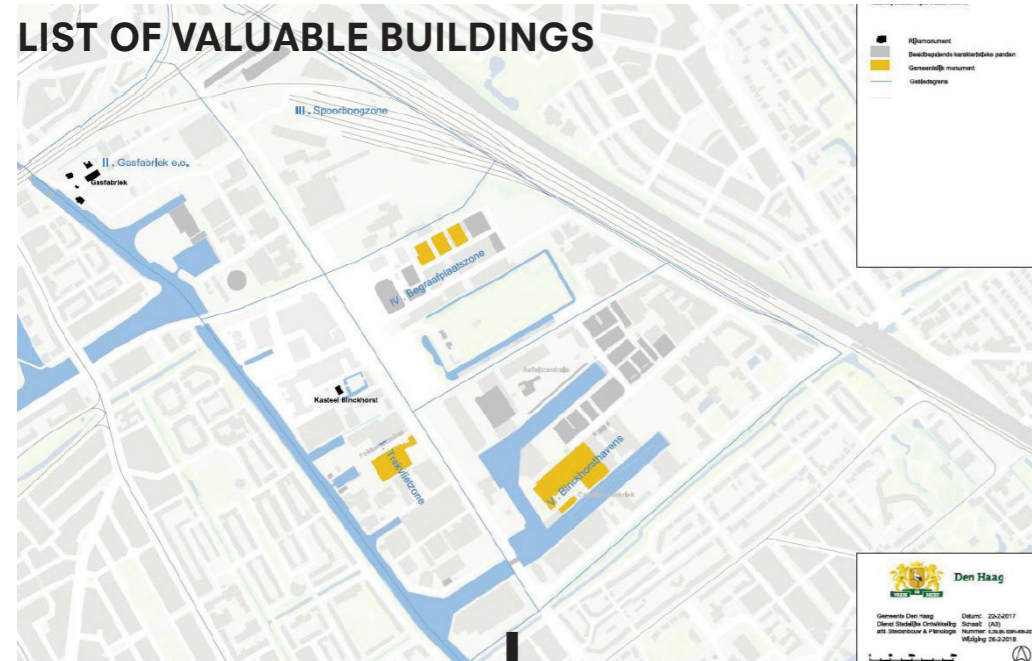 LIST OF VALUABLE BUILDINGS
Rijksmonument
Beeldbepalende karakteristieke panden
Gemeentelijk monument
Gebiedsgrens
III . Spoorboogzone
II . Gasfabriek e.o.
Gasfabriek
IV . Begraafplaatszone
Kasteel Blinckhorst
Trekvlietzone
V . Blinckhorsthavens
Den Haag
Gemeente Den Haag
Dienst Stedelijke Ontwikkeling
afd. Stedenbouw & Planologie
Datum: 23-2-2017
Schaal: (A3)
Nummer:
Wijziging 26-2-2018